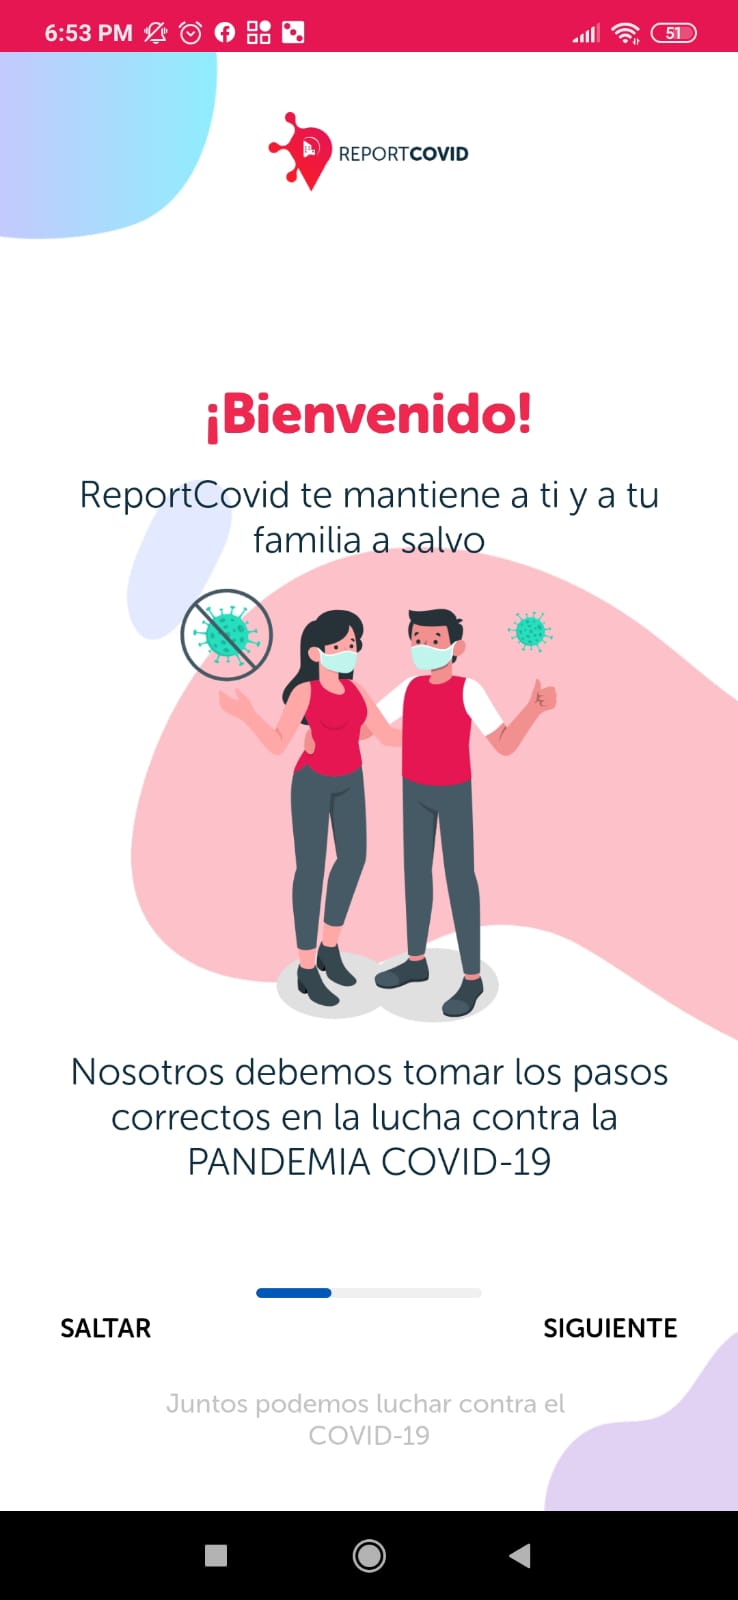 6:53 PM
51
REPORTCOVID
¡Bienvenido!
ReportCovid te mantiene a ti y a tu
familia a salvo
Nosotros debemos tomar los pasos
correctos en la lucha contra la
PANDEMIA COVID-19
SALTAR
SIGUIENTE
Juntos podemos luchar contra el
COVID-19